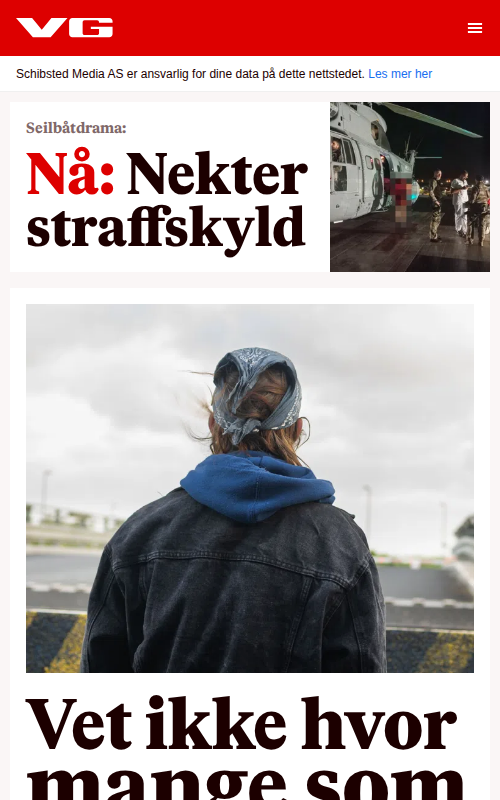 VG
Schibsted Media AS er ansvarlig for dine data på dette nettstedet. Les mer her
Seilbåtdrama:
Nå: Nekter
straffskyld
Vet ikke hvor
mange som